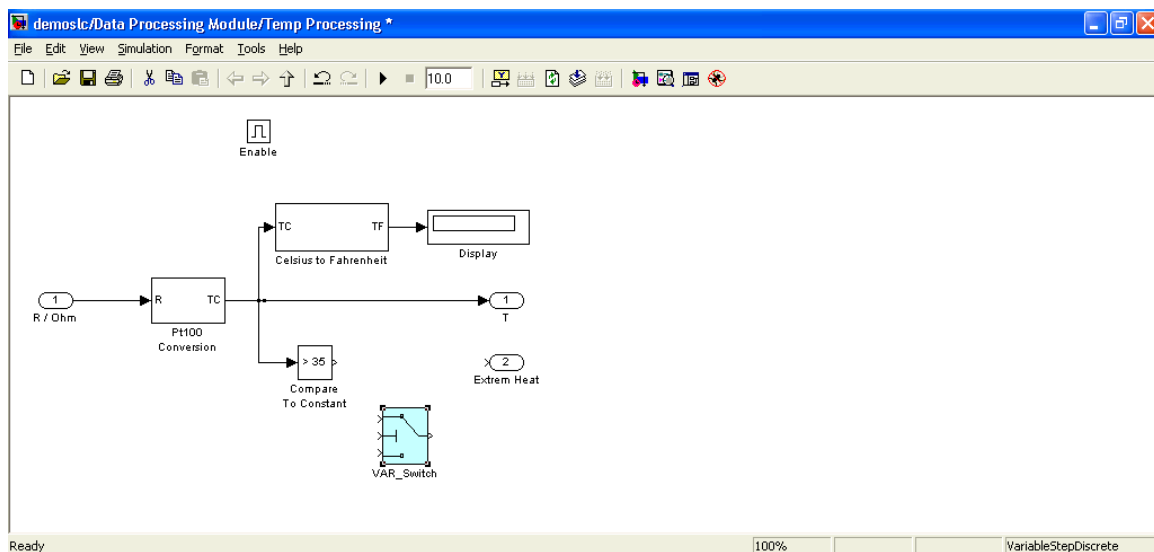 demoslc/Data Processing Module/Temp Processing *
File Edit View Simulation Format Tools Help
10.0
Enable
TC TF
Celsius to Fahrenheit
Display
1
R / Ohm
R TC
Pt100
Conversion
1
T
> 35
Compare
To Constant
2
Extrem Heat
VAR_Switch
Ready 100% VariableStepDiscrete